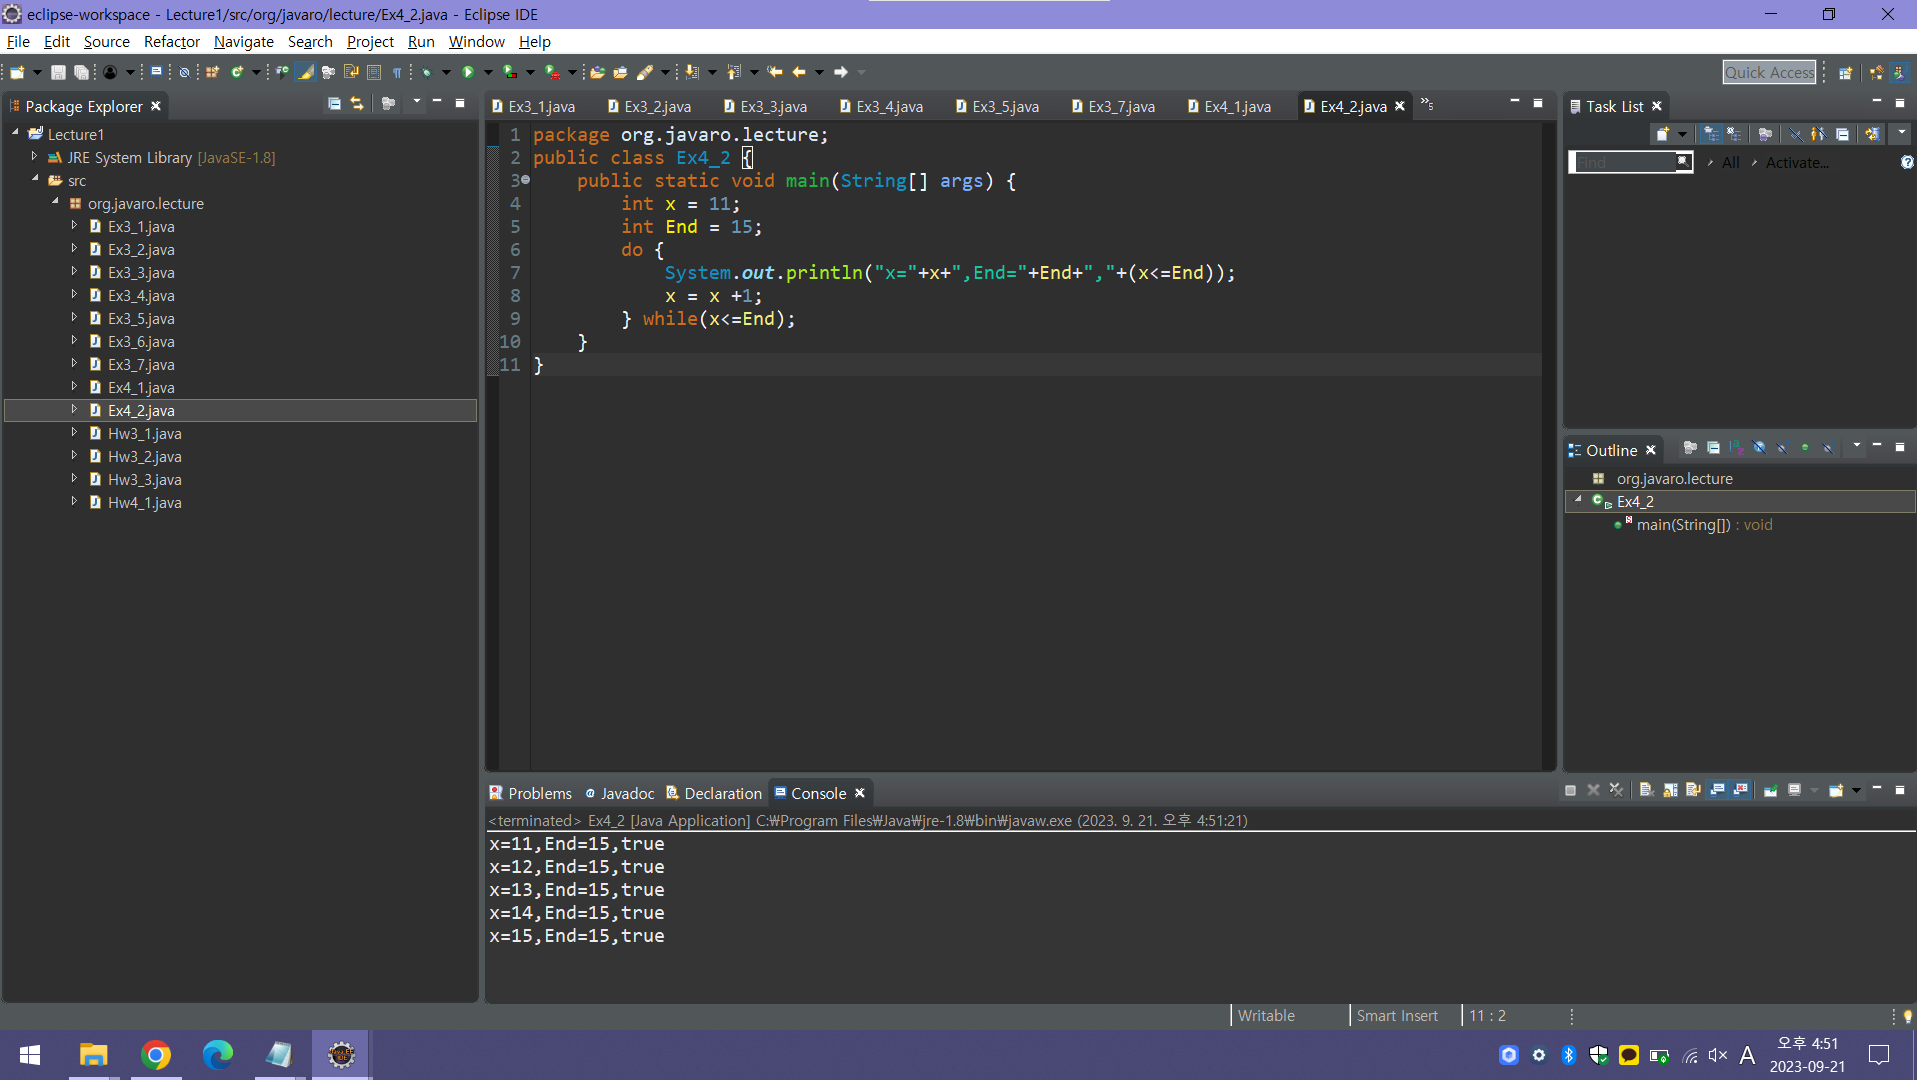 eclipse-workspace - Lecture1/src/org/javaro/lecture/Ex4_2.java - Eclipse IDE
File Edit Source Refactor Navigate Search Project Run Window Help
Quick Access
Package Explorer
Lecture1
JRE System Library [JavaSE-1.8]
src
org.javaro.lecture
Ex3_1.java
Ex3_2.java
Ex3_3.java
Ex3_4.java
Ex3_5.java
Ex3_6.java
Ex3_7.java
Ex4_1.java
Ex4_2.java
Hw3_1.java
Hw3_2.java
Hw3_3.java
Hw4_1.java
Ex3_1.java Ex3_2.java Ex3_3.java Ex3_4.java Ex3_5.java Ex3_7.java Ex4_1.java Ex4_2.java »5
1 package org.javaro.lecture;
2 public class Ex4_2 {
3 public static void main(String[] args) {
4 int x = 11;
5 int End = 15;
6 do {
7 System.out.println("x="+x+",End="+End+","+(x<=End));
8 x = x +1;
9 } while(x<=End);
10 }
11 }
Task List
Find All Activate...
Outline
org.javaro.lecture
Ex4_2
main(String[]) : void
Problems Javadoc Declaration Console
<terminated> Ex4_2 [Java Application] C:₩Program Files₩Java₩jre-1.8₩bin₩javaw.exe (2023. 9. 21. 오후 4:51:21)
x=11,End=15,true
x=12,End=15,true
x=13,End=15,true
x=14,End=15,true
x=15,End=15,true
Writable Smart Insert 11 : 2
A
오후 4:51
2023-09-21